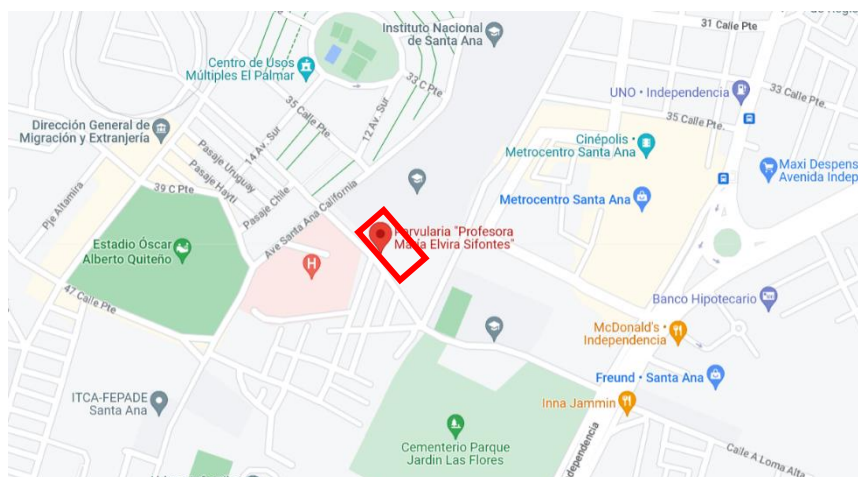 31 Calle Pte
Instituto Nacional
de Santa Ana
Centro de Usos
Múltiples El Palmar
33 C Pte
UNO • Independencia
33 Calle Pte.
35 Calle Pte.
35 Calle Pte.
12 Av. Sur
Dirección General de
Migración y Extranjería
14 Av. Sur
Cinépolis •
Metrocentro Santa Ana
Maxi Despens
Avenida Indep
Pasaje Uruguay
Pasaje Hayti
Pasaje Chile
39 C Pte
Pje Altamira
Ave Santa Ana California
Metrocentro Santa Ana
Parvularia "Profesora
María Elvira Sifontes"
Estadio Óscar
Alberto Quiteño
H
47 Calle Pte
Banco Hipotecario
McDonald's •
Independencia
Freund • Santa Ana
ITCA-FEPADE
Santa Ana
Inna Jammin
Cementerio Parque
Jardin Las Flores
dependencia
Calle A Loma Alta